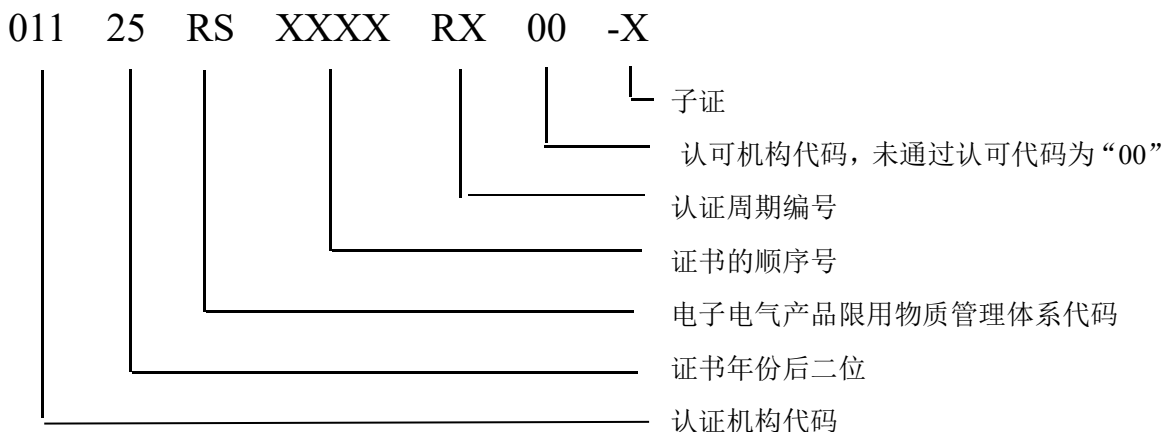 011 25 RS XXXX RX 00 -X
子证
认可机构代码，未通过认可代码为“00”
认证周期编号
证书的顺序号
电子电气产品限用物质管理体系代码
证书年份后二位
认证机构代码